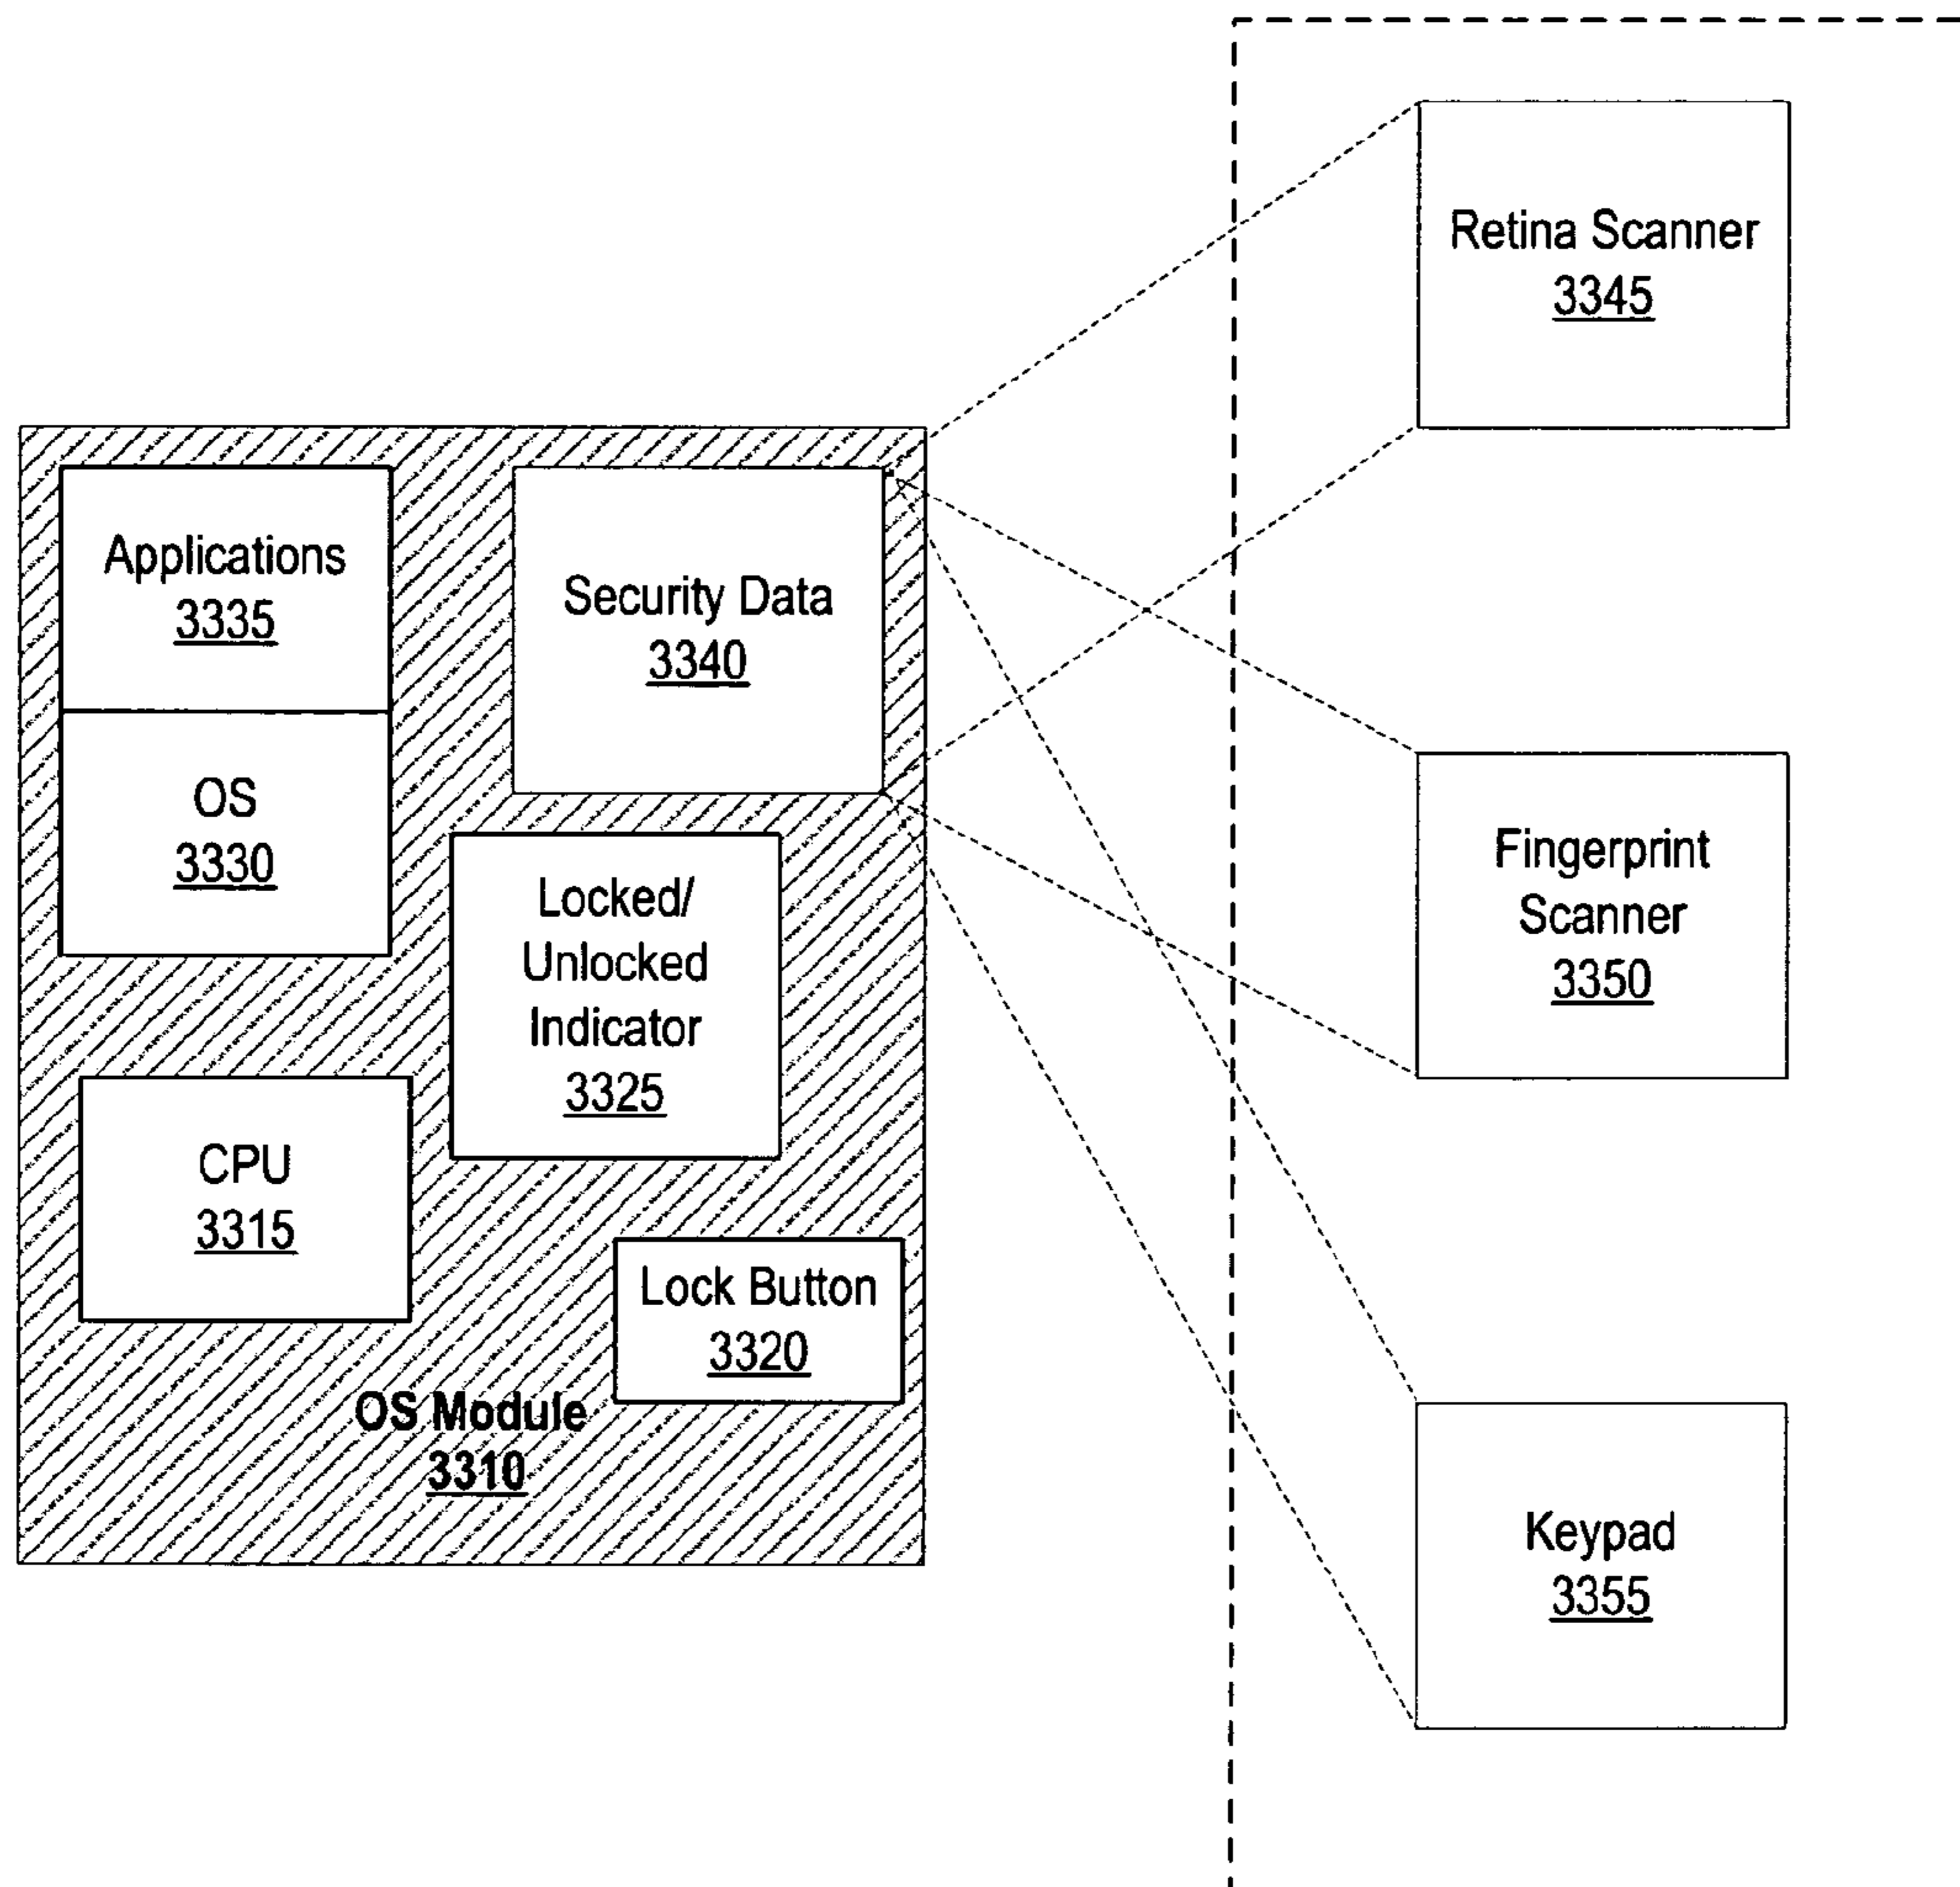 Retina Scanner
3345
Applications
3335
Security Data
3340
OS
3330
Locked/
Unlocked
Indicator
3325
Fingerprint
Scanner
3350
CPU
3315
Lock Button
3320
OS Module
3310
Keypad
3355